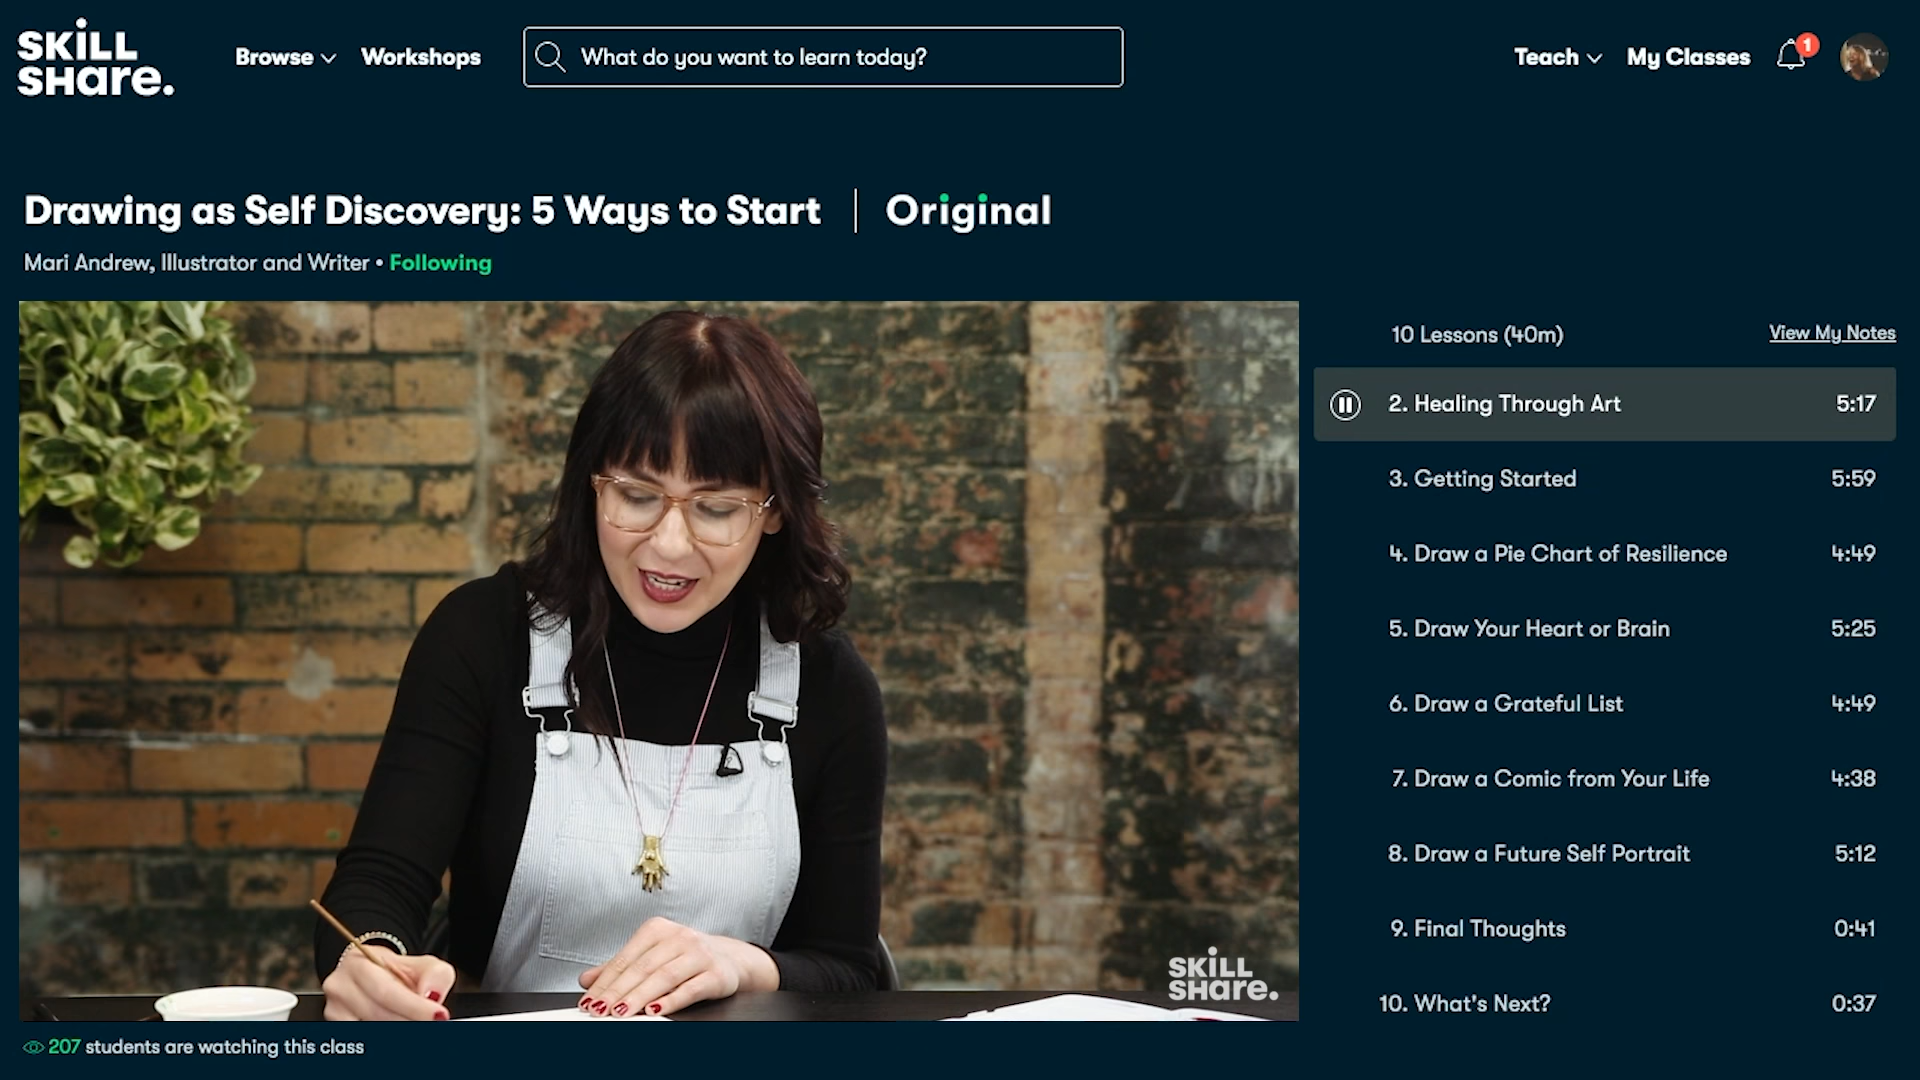 SKILL
SHare.
Browse
Workshops
What do you want to learn today?
Teach
My Classes
1
Drawing as Self Discovery: 5 Ways to Start
Original
Mari Andrew, Illustrator and Writer • Following
10 Lessons (40m)
View My Notes
2. Healing Through Art 5:17
3. Getting Started 5:59
4. Draw a Pie Chart of Resilience 4:49
5. Draw Your Heart or Brain 5:25
6. Draw a Grateful List 4:49
7. Draw a Comic from Your Life 4:38
8. Draw a Future Self Portrait 5:12
9. Final Thoughts 0:41
10. What's Next? 0:37
SKILL
SHare.
207 students are watching this class